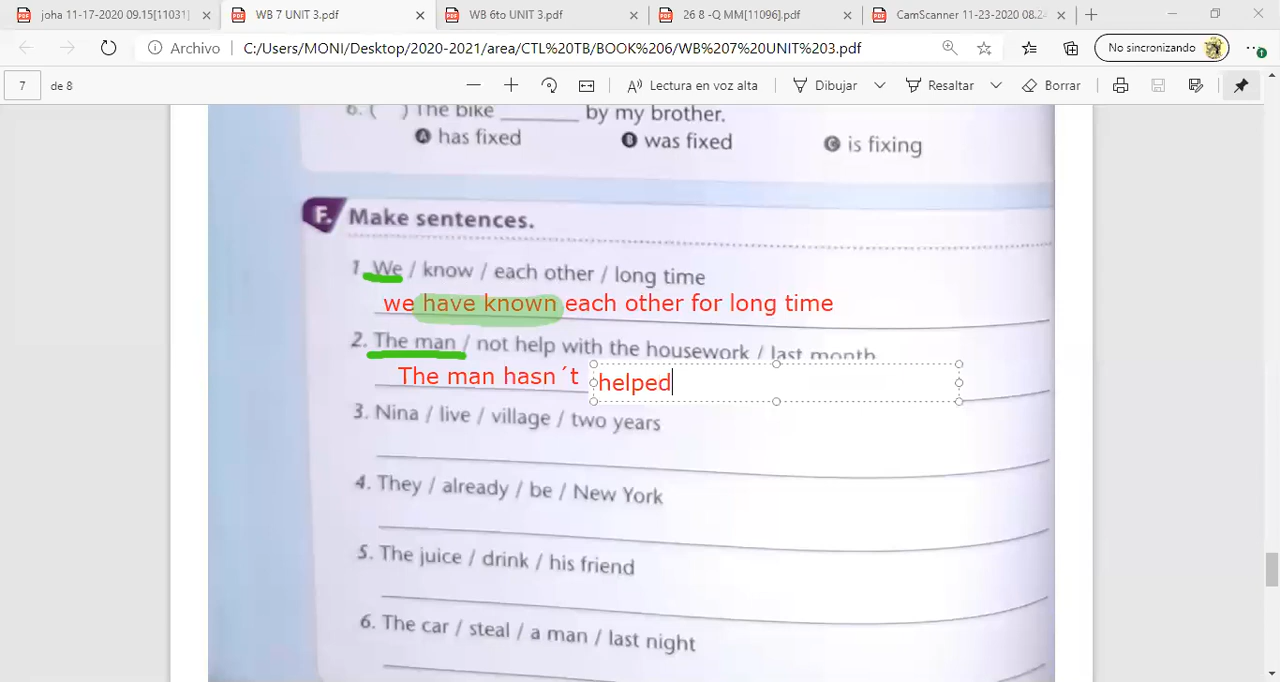 joha 11-17-2020 09.15[11031]
WB 7 UNIT 3.pdf
WB 6to UNIT 3.pdf
26 8 -Q MM[11096].pdf
CamScanner 11-23-2020 08.24
Archivo
C:/Users/MONI/Desktop/2020-2021/area/CTL%20TB/BOOK%206/WB%207%20UNIT%203.pdf
No sincronizando
7 de 8
Lectura en voz alta
Dibujar
Resaltar
Borrar
6. ( ) The bike ________ by my brother.
A has fixed B was fixed C is fixing
F. Make sentences.
1. We / know / each other / long time
we have known each other for long time
2. The man / not help with the housework / last month
The man hasn´t helped
3. Nina / live / village / two years
4. They / already / be / New York
5. The juice / drink / his friend
6. The car / steal / a man / last night